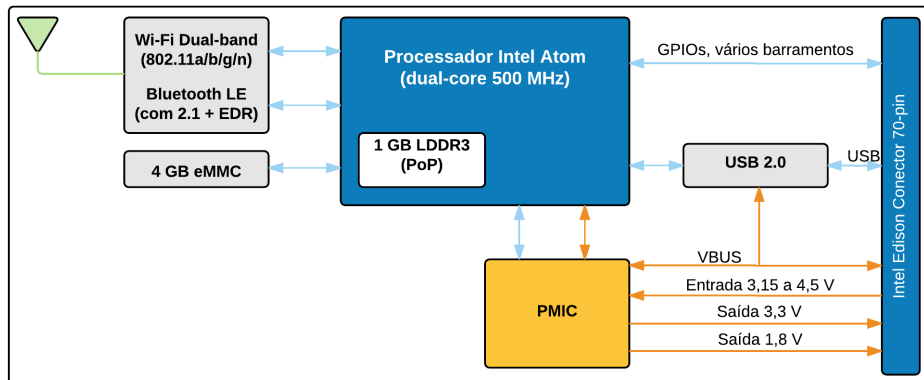 Wi-Fi Dual-band
(802.11a/b/g/n)
Bluetooth LE
(com 2.1 + EDR)
4 GB eMMC
Processador Intel Atom
(dual-core 500 MHz)
1 GB LDDR3
(PoP)
GPIOs, vários barramentos
USB 2.0
USB
Intel Edison Conector 70-pin
PMIC
VBUS
Entrada 3,15 a 4,5 V
Saída 3,3 V
Saída 1,8 V